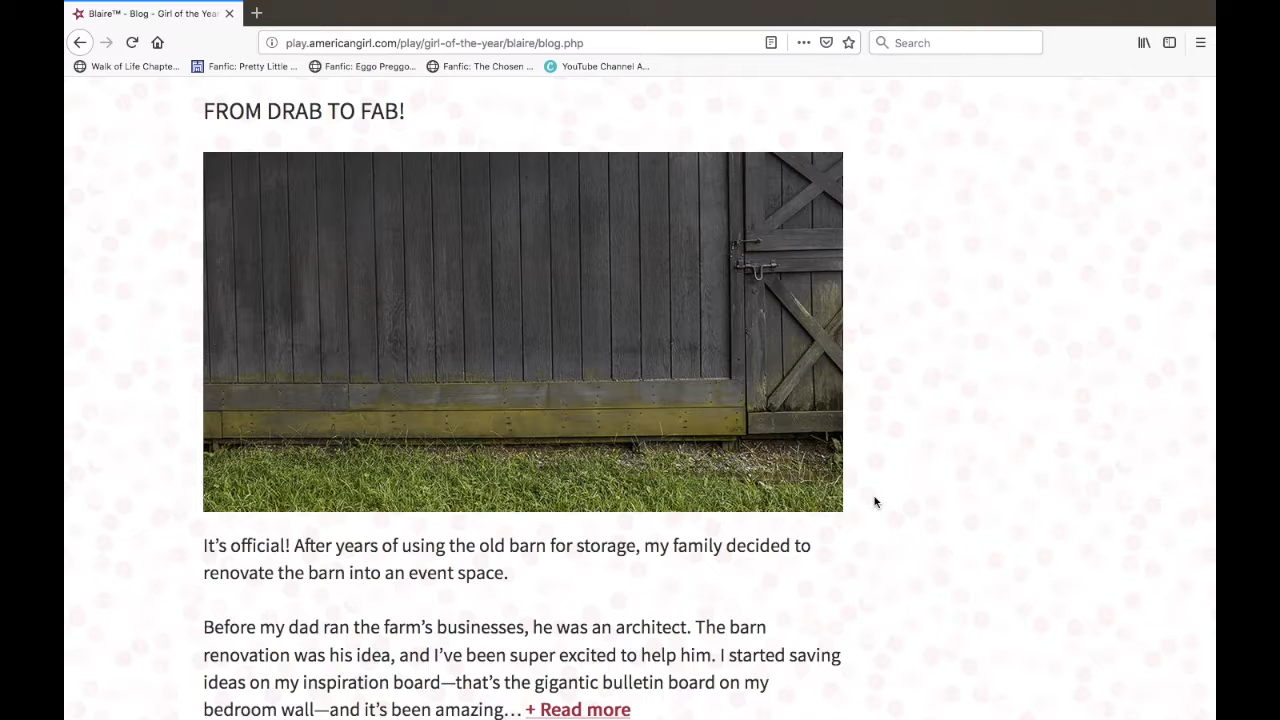 Blaire™ - Blog - Girl of the Yea
play.americangirl.com/play/girl-of-the-year/blaire/blog.php
Search
Walk of Life Chapte...
Fanfic: Pretty Little ...
Fanfic: Eggo Preggo...
Fanfic: The Chosen ...
YouTube Channel A...
FROM DRAB TO FAB!
It’s official! After years of using the old barn for storage, my family decided to
renovate the barn into an event space.
Before my dad ran the farm’s businesses, he was an architect. The barn
renovation was his idea, and I’ve been super excited to help him. I started saving
ideas on my inspiration board—that’s the gigantic bulletin board on my
bedroom wall—and it’s been amazing… + Read more